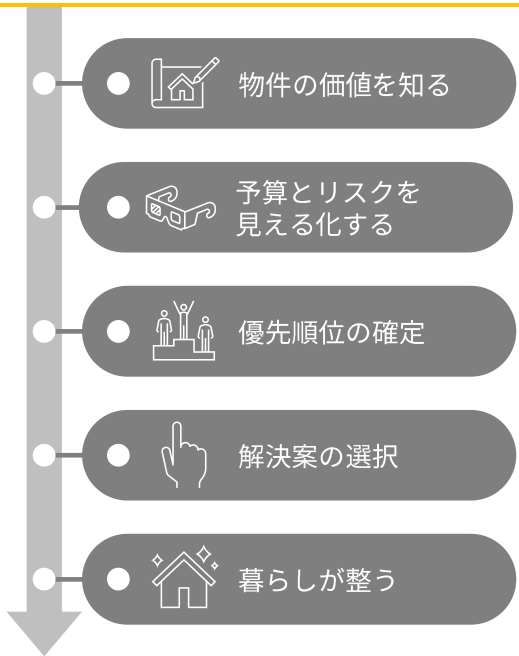 物件の価値を知る
予算とリスクを
見える化する
優先順位の確定
解決案の選択
暮らしが整う